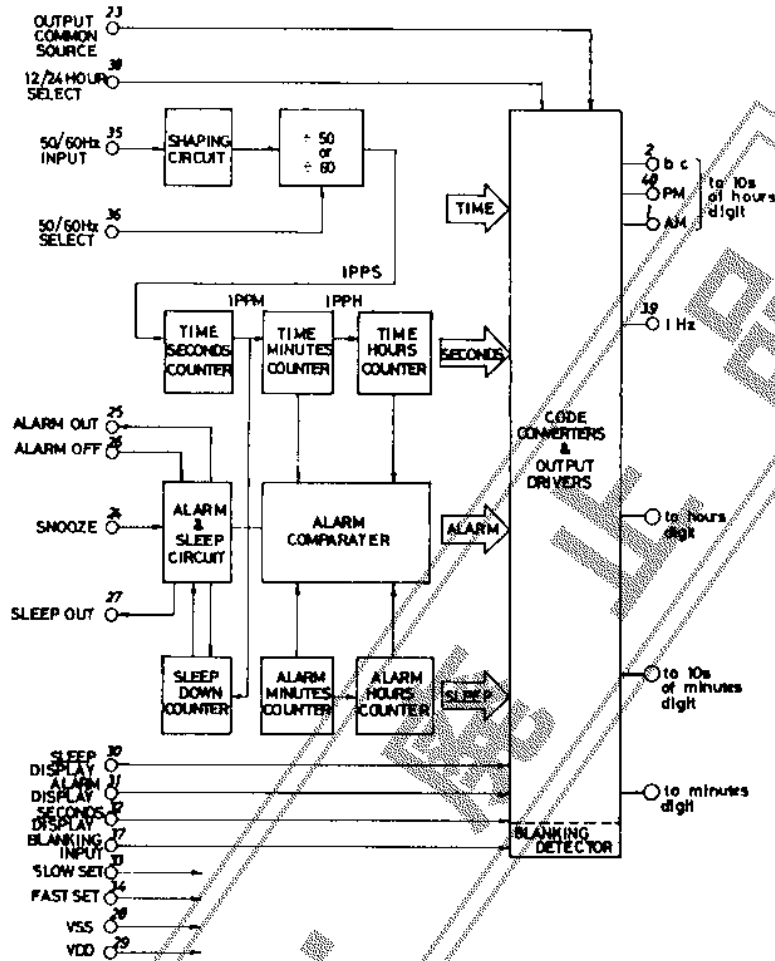 OUTPUT
COMMON
SOURCE
23
12/24 HOUR
SELECT
38
50/60Hz
INPUT
35
SHAPING
CIRCUIT
÷ 50
or
÷ 60
50/60Hz
SELECT
36
1PPS
1PPM
1PPH
TIME
SECONDS
COUNTER
TIME
MINUTES
COUNTER
TIME
HOURS
COUNTER
ALARM OUT
25
ALARM OFF
26
SNOOZE
24
ALARM
&
SLEEP
CIRCUIT
ALARM
COMPARATER
SLEEP OUT
27
SLEEP
DOWN
COUNTER
ALARM
MINUTES
COUNTER
ALARM
HOURS
COUNTER
TIME
SECONDS
ALARM
SLEEP
CODE
CONVERTERS
&
OUTPUT
DRIVERS
BLANKING
DETECTOR
2
b c
40
PM
1
AM
to 10s
of hours
digit
39
1 Hz
to hours
digit
to 10s
of minutes
digit
to minutes
digit
SLEEP
DISPLAY
30
ALARM
DISPLAY
31
SECONDS
DISPLAY
32
BLANKING
INPUT
37
SLOW SET
33
FAST SET
34
VSS
28
VDD
29